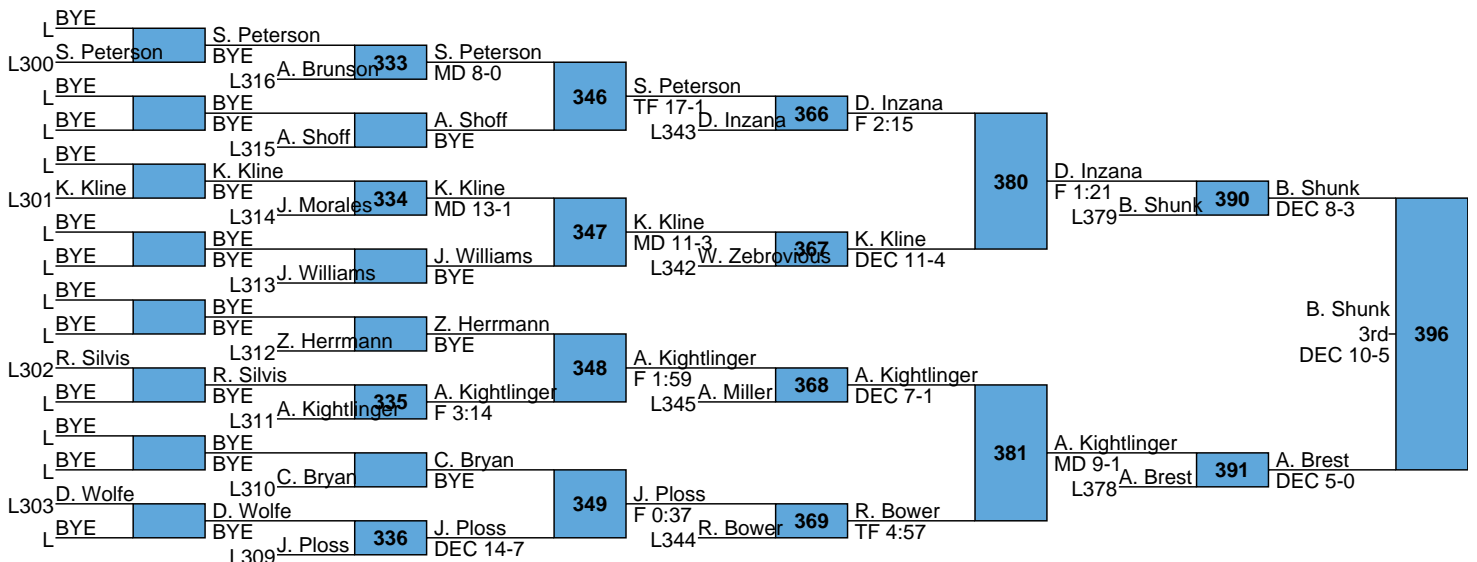 BYE
L
S. Peterson
L300
S. Peterson
BYE
A. Brunson
L316
333
S. Peterson
MD 8-0
BYE
L
BYE
L
BYE
BYE
A. Shoff
L315
A. Shoff
BYE
346
S. Peterson
TF 17-1
D. Inzana
L343
366
D. Inzana
F 2:15
BYE
L
K. Kline
L301
K. Kline
BYE
J. Morales
L314
334
K. Kline
MD 13-1
BYE
L
BYE
L
BYE
BYE
J. Williams
L313
J. Williams
BYE
347
K. Kline
MD 11-3
W. Zebrovious
L342
367
K. Kline
DEC 11-4
380
D. Inzana
F 1:21
B. Shunk
L379
390
B. Shunk
DEC 8-3
BYE
L
BYE
L
BYE
BYE
Z. Herrmann
L312
Z. Herrmann
BYE
R. Silvis
L302
BYE
L
R. Silvis
BYE
A. Kightlinger
L311
335
A. Kightlinger
F 3:14
348
A. Kightlinger
F 1:59
A. Miller
L345
368
A. Kightlinger
DEC 7-1
BYE
L
BYE
L
BYE
BYE
C. Bryan
L310
C. Bryan
BYE
D. Wolfe
L303
BYE
L
D. Wolfe
BYE
J. Ploss
L309
336
J. Ploss
DEC 14-7
349
J. Ploss
F 0:37
R. Bower
L344
369
R. Bower
TF 4:57
381
A. Kightlinger
MD 9-1
A. Brest
L378
391
A. Brest
DEC 5-0
396
B. Shunk
3rd
DEC 10-5